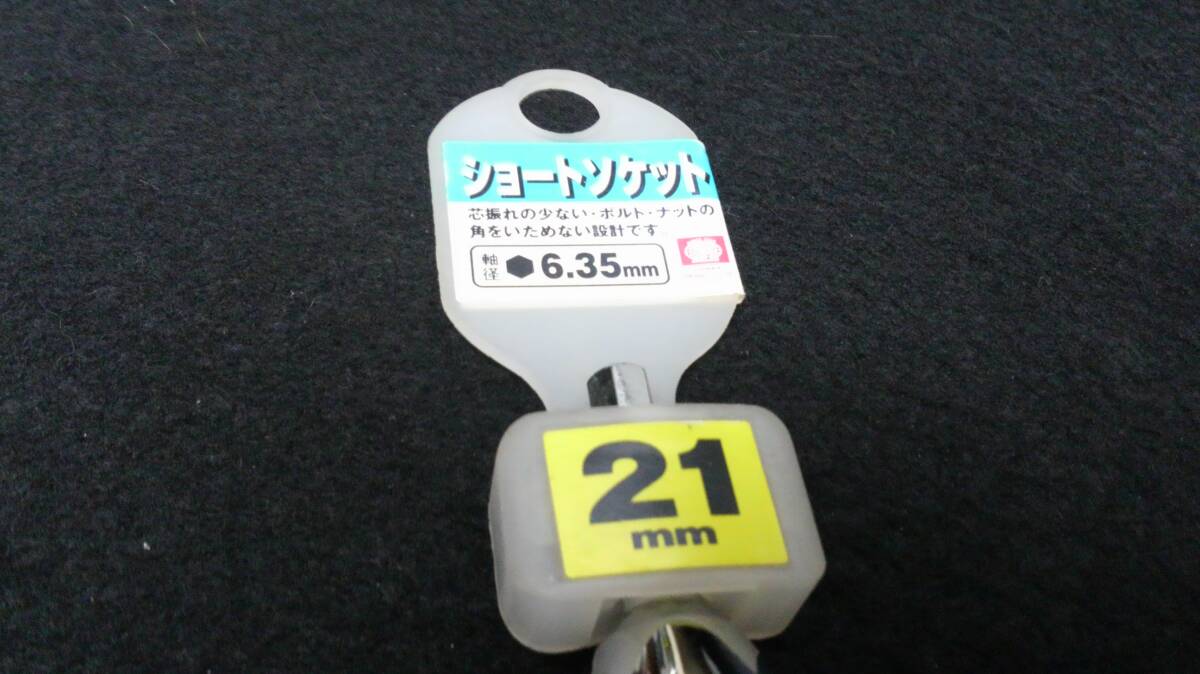 ショートソケット
芯振れの少ない・ボルト・ナットの
角をいためない設計です
軸径 6.35mm
21
mm